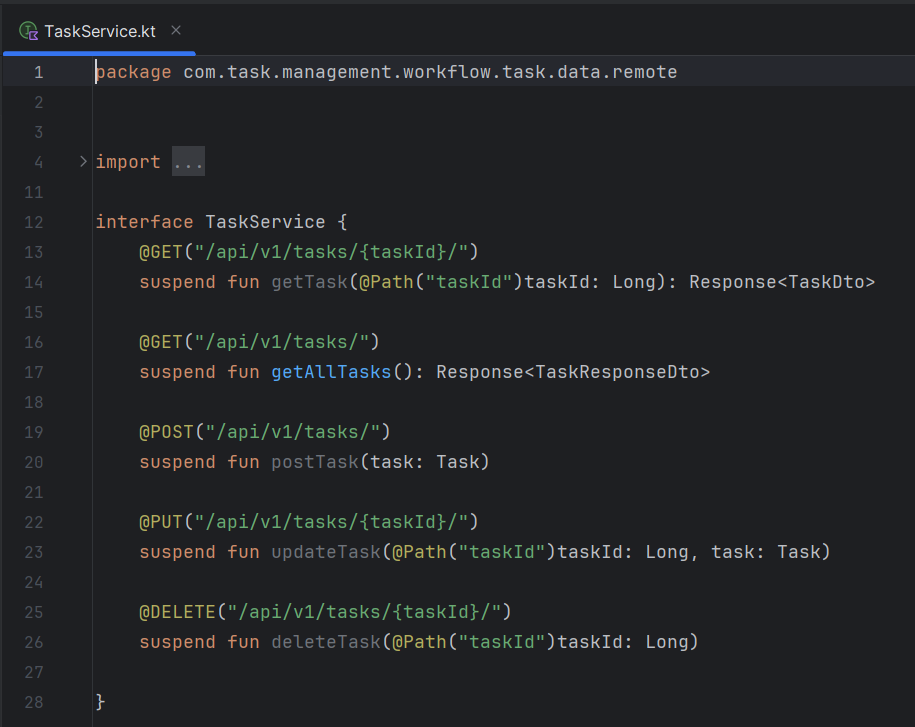 TaskService.kt
1 package com.task.management.workflow.task.data.remote
2
3
4 import ...
11
12 interface TaskService {
13     @GET("/api/v1/tasks/{taskId}/")
14     suspend fun getTask(@Path("taskId")taskId: Long): Response<TaskDto>
15
16     @GET("/api/v1/tasks/")
17     suspend fun getAllTasks(): Response<TaskResponseDto>
18
19     @POST("/api/v1/tasks/")
20     suspend fun postTask(task: Task)
21
22     @PUT("/api/v1/tasks/{taskId}/")
23     suspend fun updateTask(@Path("taskId")taskId: Long, task: Task)
24
25     @DELETE("/api/v1/tasks/{taskId}/")
26     suspend fun deleteTask(@Path("taskId")taskId: Long)
27
28 }